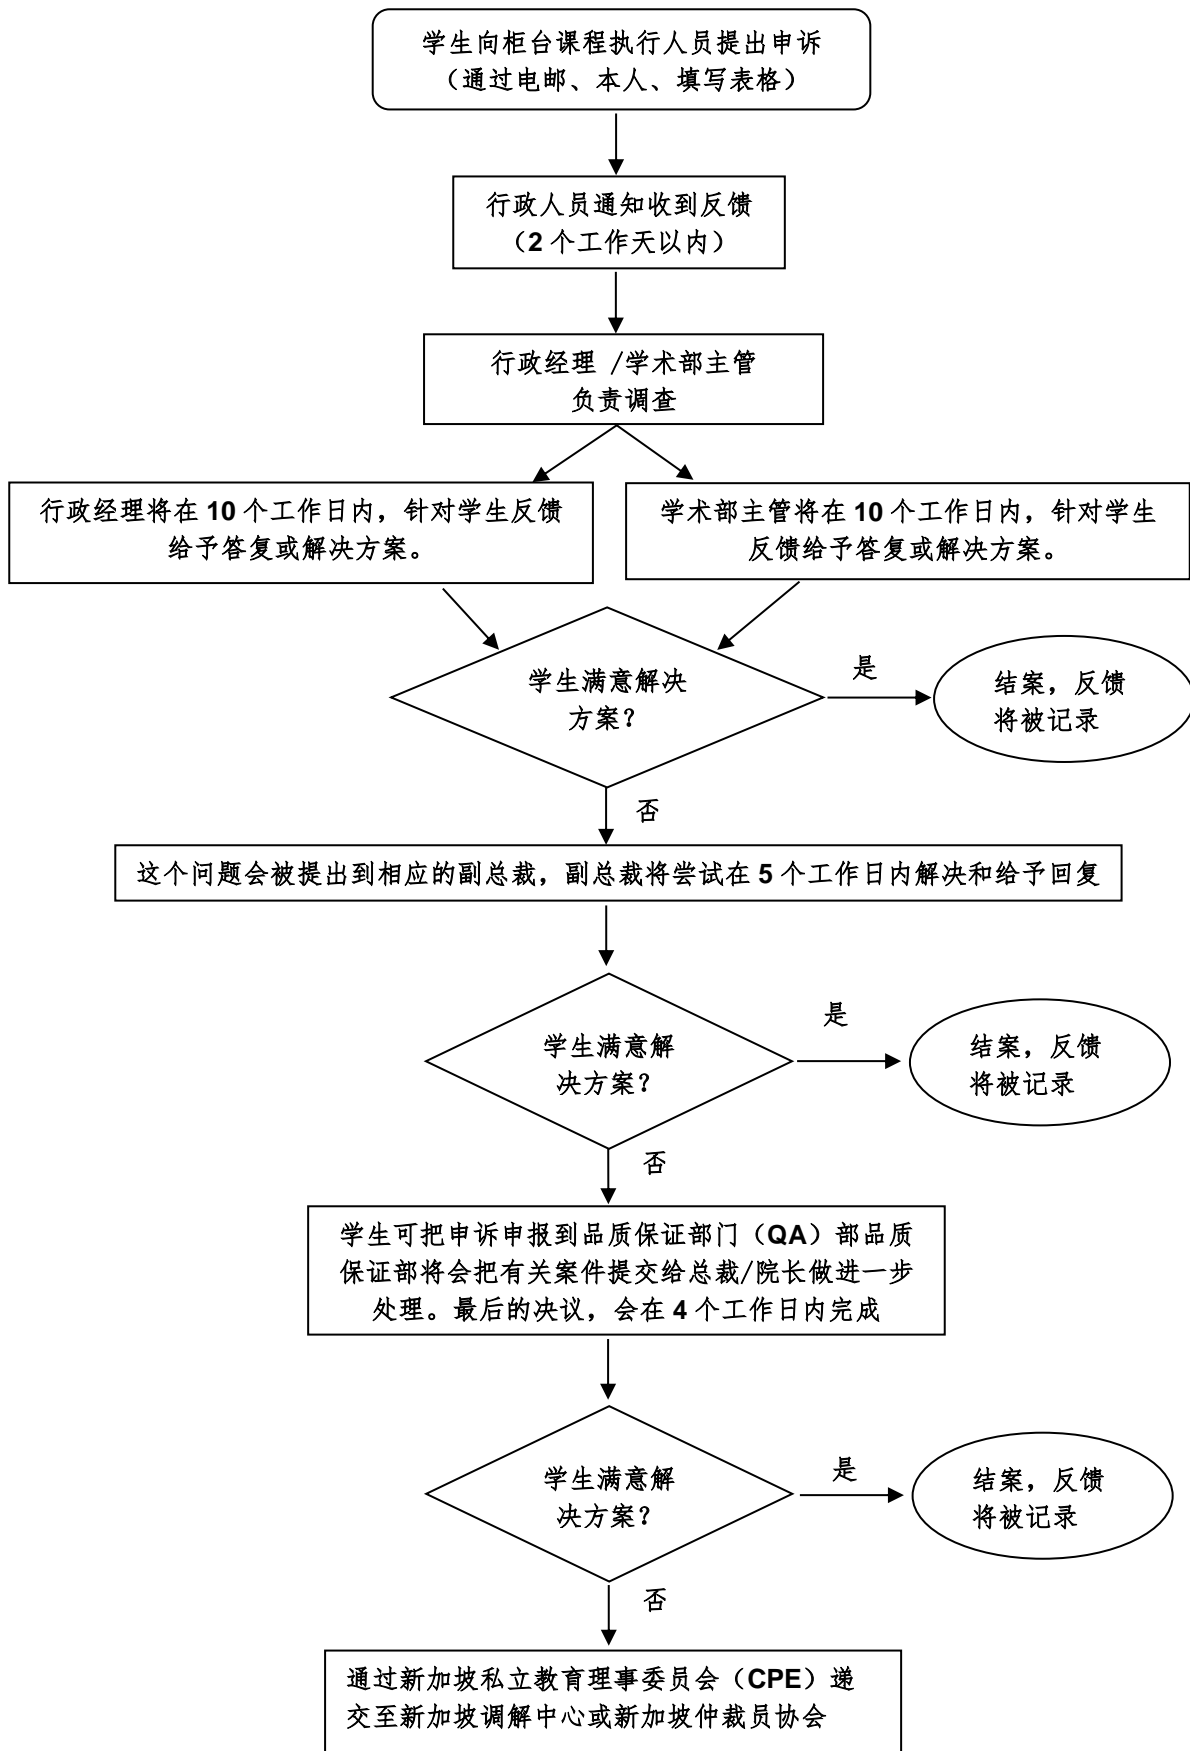 学生向柜台课程执行人员提出申诉
（通过电邮、本人、填写表格）
行政人员通知收到反馈
（2 个工作天以内）
行政经理 /学术部主管
负责调查
行政经理将在 10 个工作日内，针对学生反馈
给予答复或解决方案。
学术部主管将在 10 个工作日内，针对学生
反馈给予答复或解决方案。
学生满意解决
方案？
是
结案，反馈
将被记录
否
这个问题会被提出到相应的副总裁，副总裁将尝试在 5 个工作日内解决和给予回复
学生满意解
决方案？
是
结案，反馈
将被记录
否
学生可把申诉申报到品质保证部门（QA）部品质
保证部将会把有关案件提交给总裁/院长做进一步
处理。最后的决议，会在 4 个工作日内完成
学生满意解
决方案？
是
结案，反馈
将被记录
否
通过新加坡私立教育理事委员会（CPE）递
交至新加坡调解中心或新加坡仲裁员协会